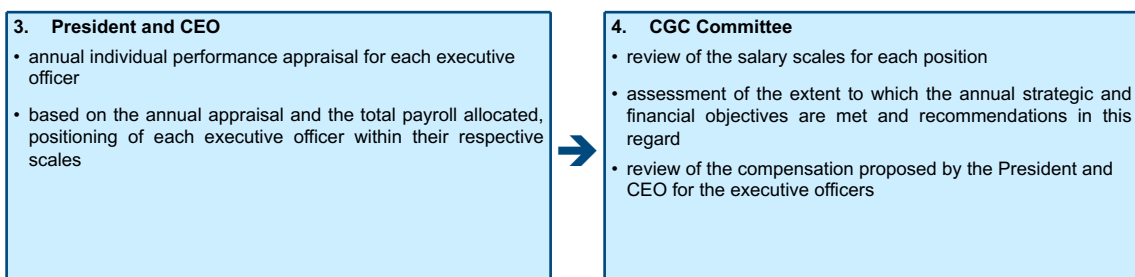 3. President and CEO
• annual individual performance appraisal for each executive
officer
• based on the annual appraisal and the total payroll allocated,
positioning of each executive officer within their respective
scales
4. CGC Committee
• review of the salary scales for each position
• assessment of the extent to which the annual strategic and
financial objectives are met and recommendations in this
regard
• review of the compensation proposed by the President and
CEO for the executive officers